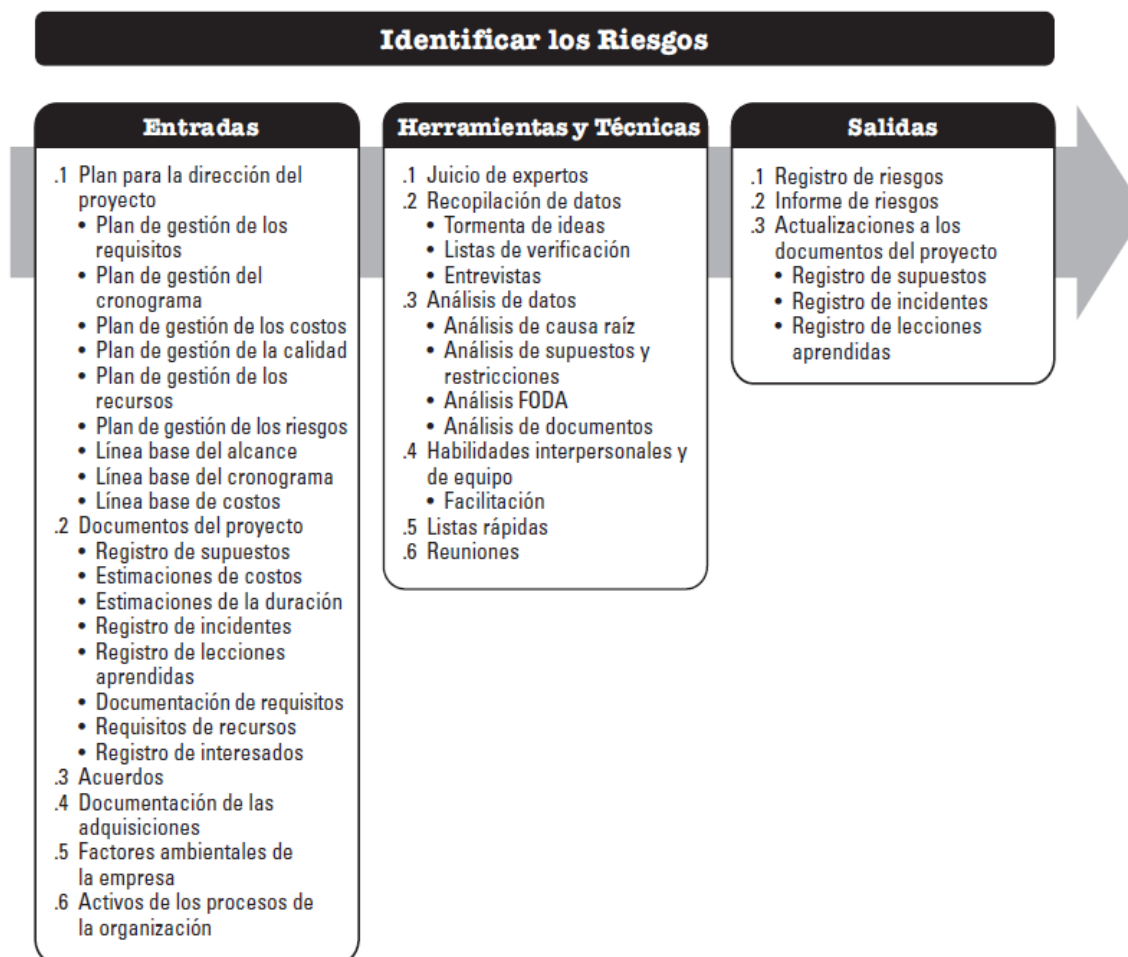 Identificar los Riesgos
Entradas
.1 Plan para la dirección del
proyecto
• Plan de gestión de los
requisitos
• Plan de gestión del
cronograma
• Plan de gestión de los costos
• Plan de gestión de la calidad
• Plan de gestión de los
recursos
• Plan de gestión de los riesgos
• Línea base del alcance
• Línea base del cronograma
• Línea base de costos
.2 Documentos del proyecto
• Registro de supuestos
• Estimaciones de costos
• Estimaciones de la duración
• Registro de incidentes
• Registro de lecciones
aprendidas
• Documentación de requisitos
• Requisitos de recursos
• Registro de interesados
.3 Acuerdos
.4 Documentación de las
adquisiciones
.5 Factores ambientales de
la empresa
.6 Activos de los procesos de
la organización
Herramientas y Técnicas
.1 Juicio de expertos
.2 Recopilación de datos
• Tormenta de ideas
• Listas de verificación
• Entrevistas
.3 Análisis de datos
• Análisis de causa raíz
• Análisis de supuestos y
restricciones
• Análisis FODA
• Análisis de documentos
.4 Habilidades interpersonales y
de equipo
• Facilitación
.5 Listas rápidas
.6 Reuniones
Salidas
.1 Registro de riesgos
.2 Informe de riesgos
.3 Actualizaciones a los
documentos del proyecto
• Registro de supuestos
• Registro de incidentes
• Registro de lecciones
aprendidas